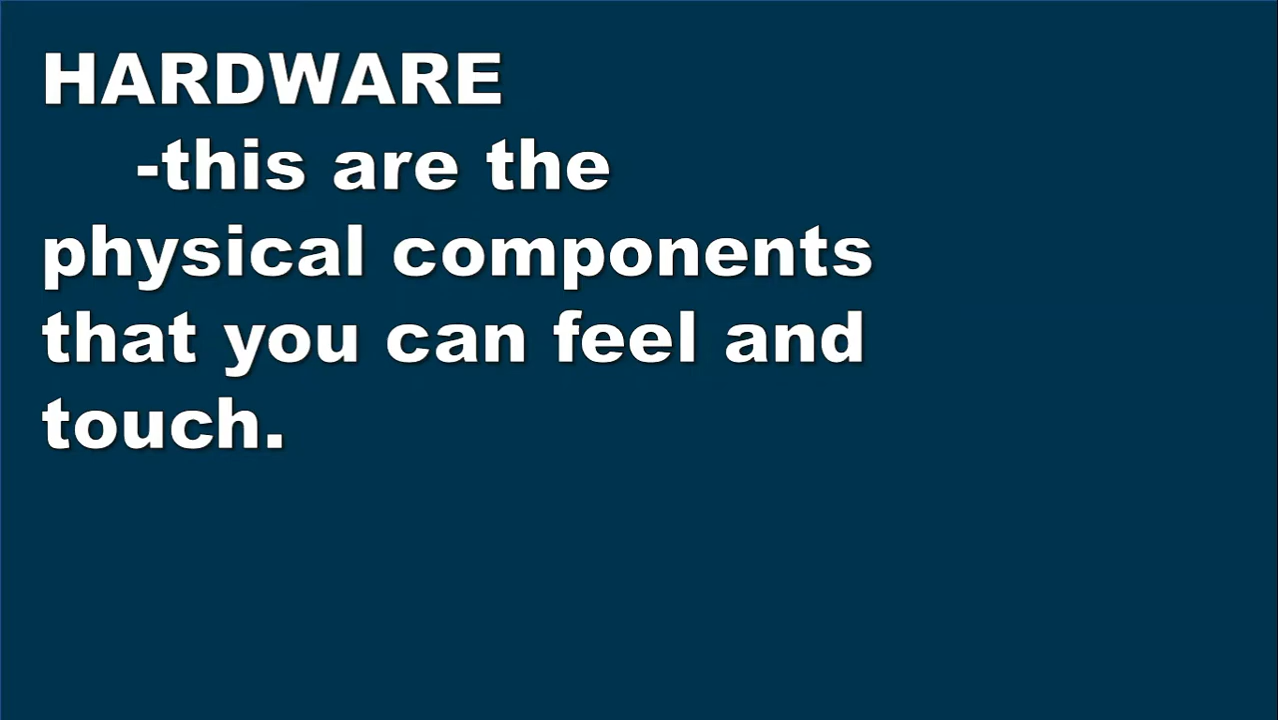 HARDWARE
-this are the
physical components
that you can feel and
touch.